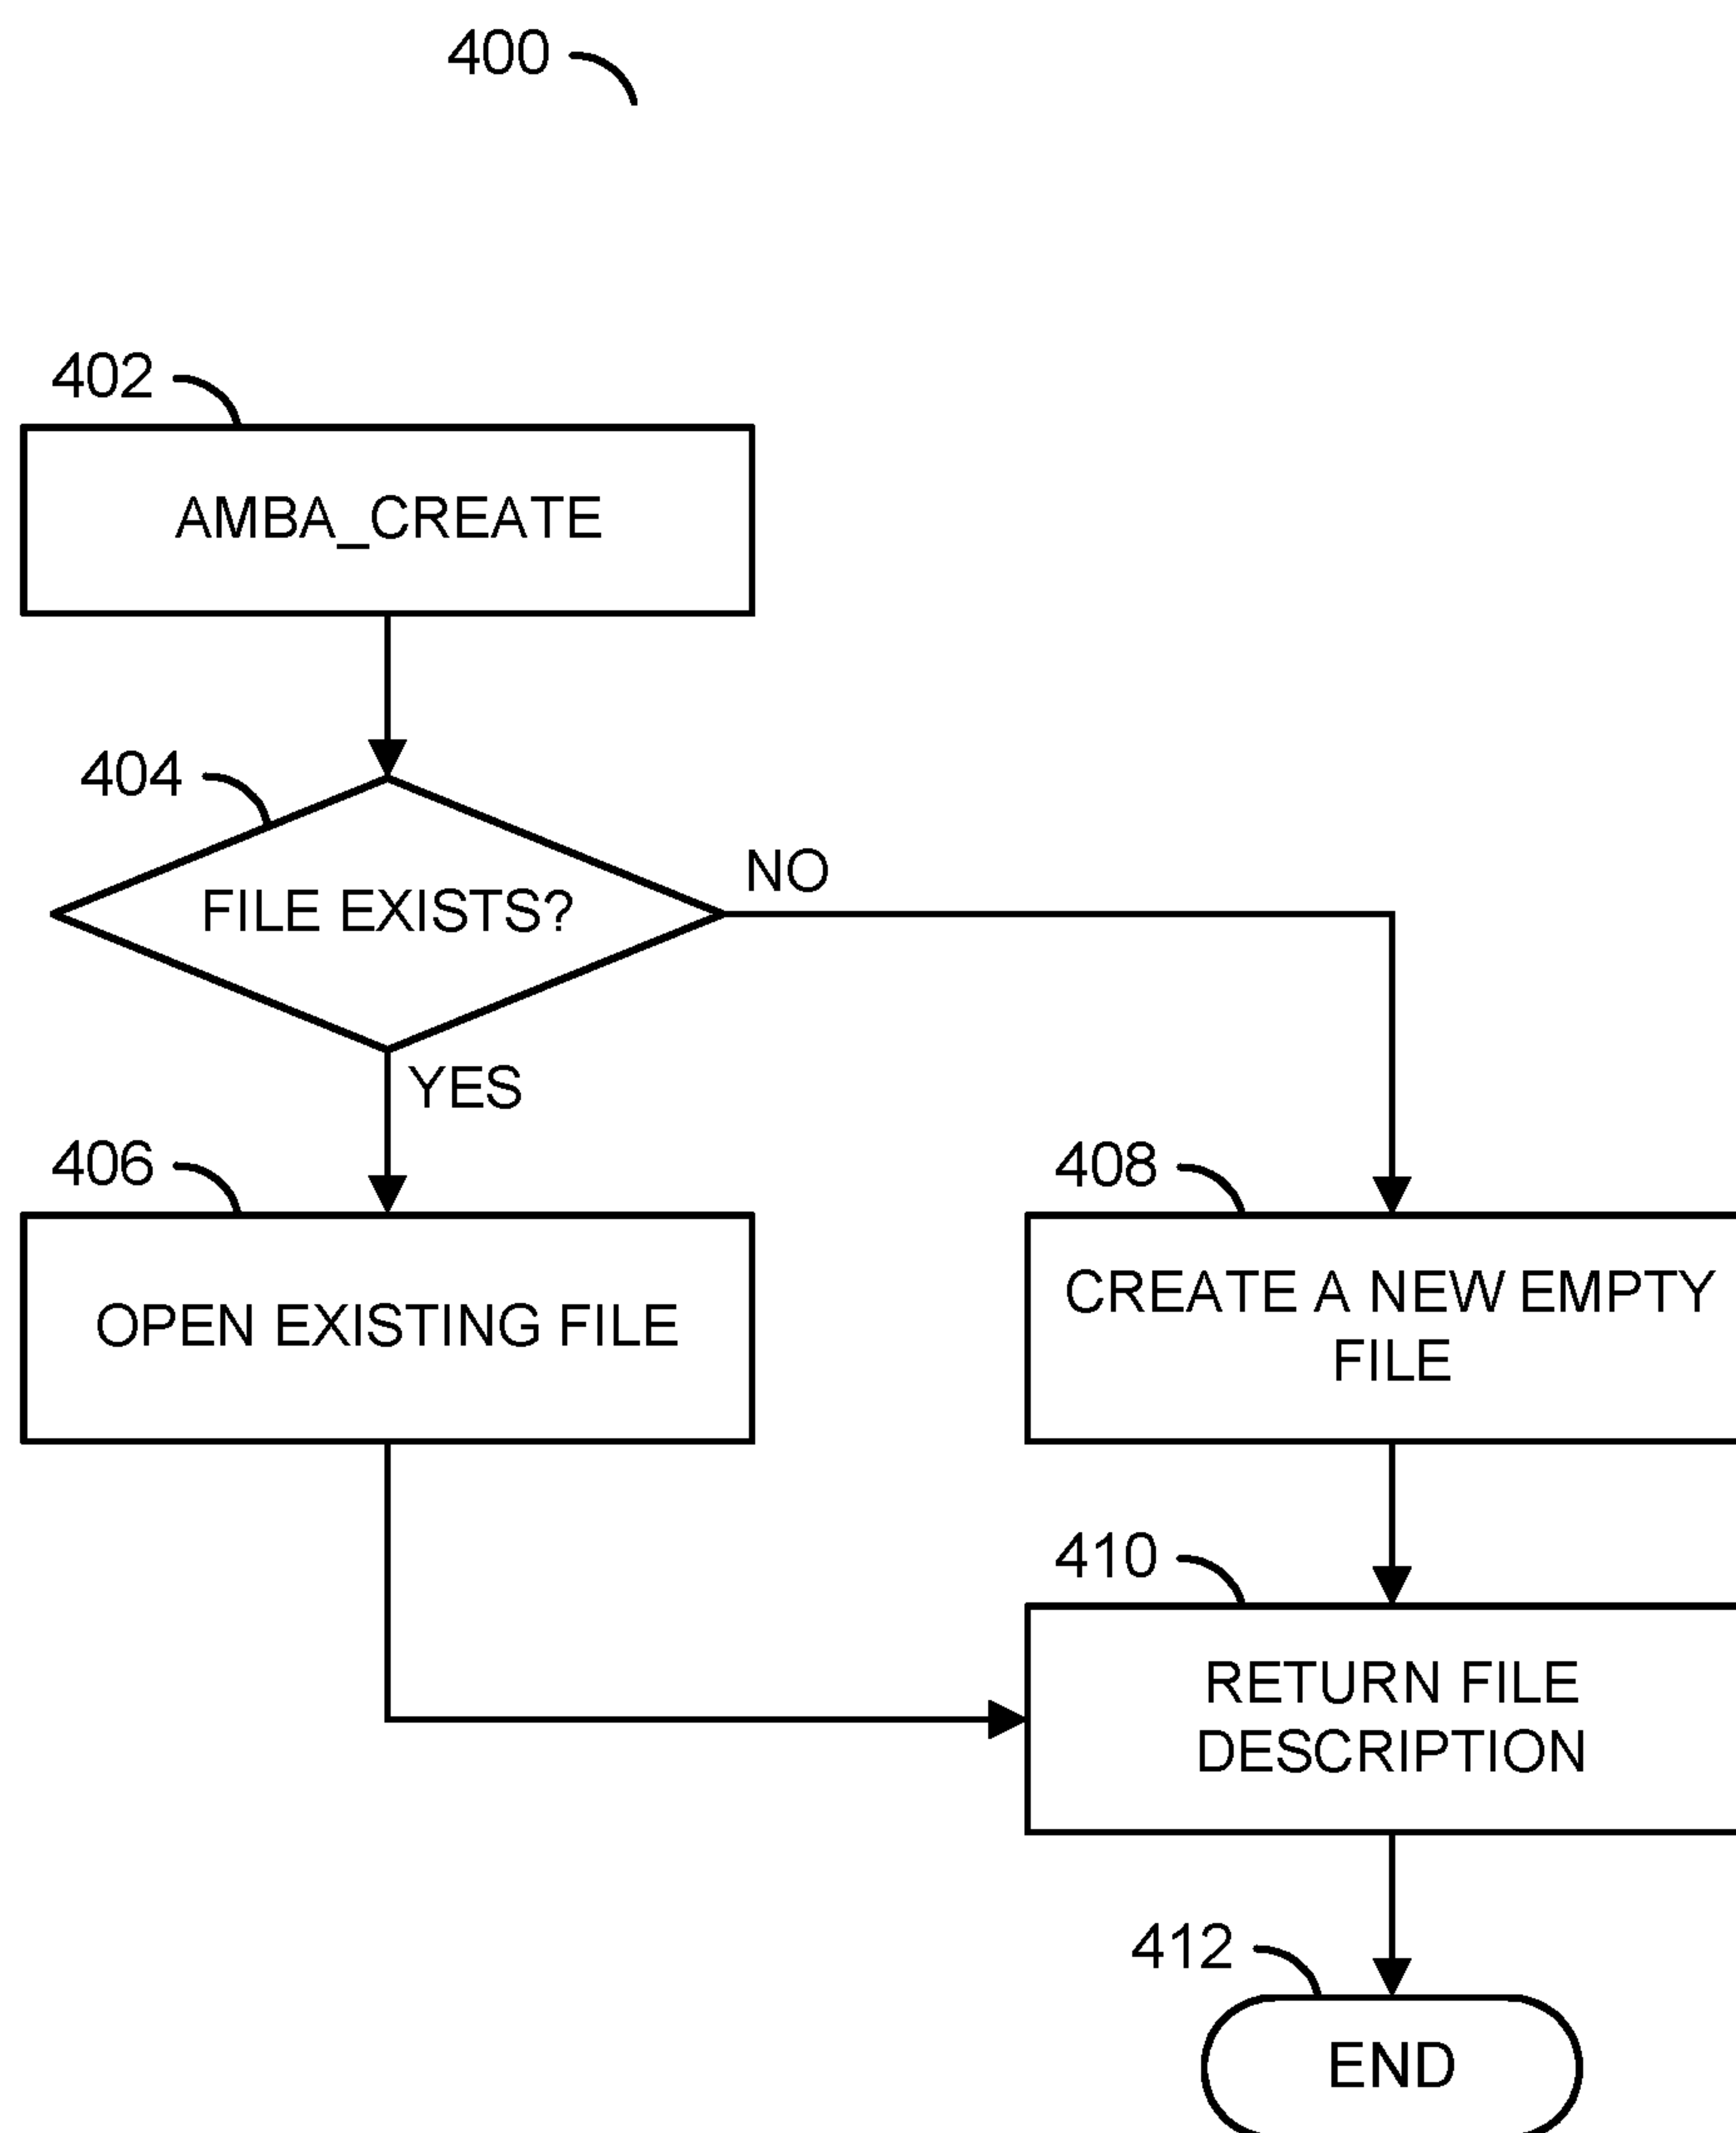 400
402
AMBA_CREATE
404
FILE EXISTS?
NO
YES
406
OPEN EXISTING FILE
408
CREATE A NEW EMPTY
FILE
410
RETURN FILE
DESCRIPTION
412
END